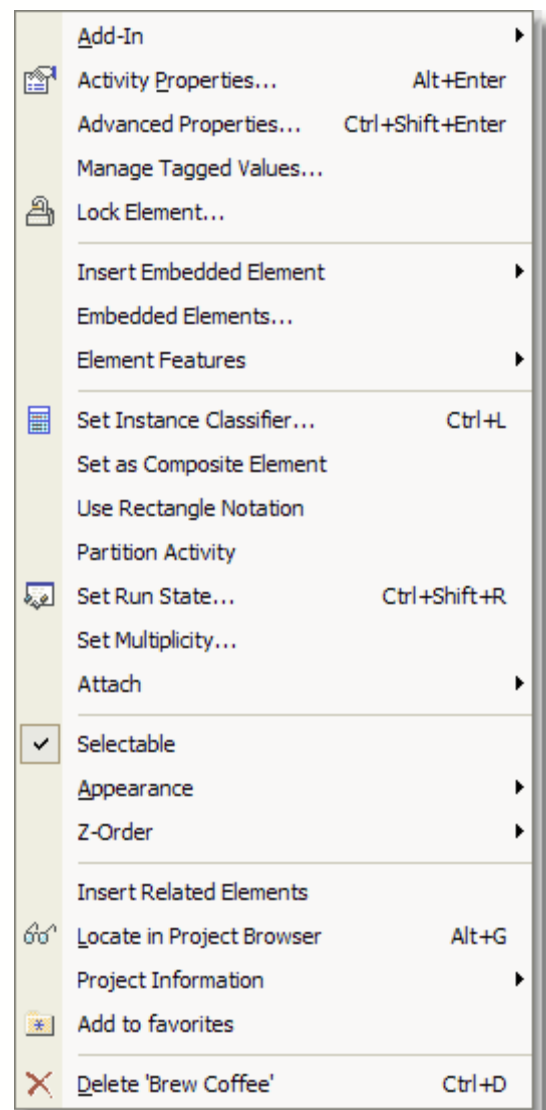 Add-In
Activity Properties... Alt+Enter
Advanced Properties... Ctrl+Shift+Enter
Manage Tagged Values...
Lock Element...
Insert Embedded Element
Embedded Elements...
Element Features
Set Instance Classifier... Ctrl+L
Set as Composite Element
Use Rectangle Notation
Partition Activity
Set Run State... Ctrl+Shift+R
Set Multiplicity...
Attach
Selectable
Appearance
Z-Order
Insert Related Elements
Locate in Project Browser Alt+G
Project Information
Add to favorites
Delete 'Brew Coffee' Ctrl+D